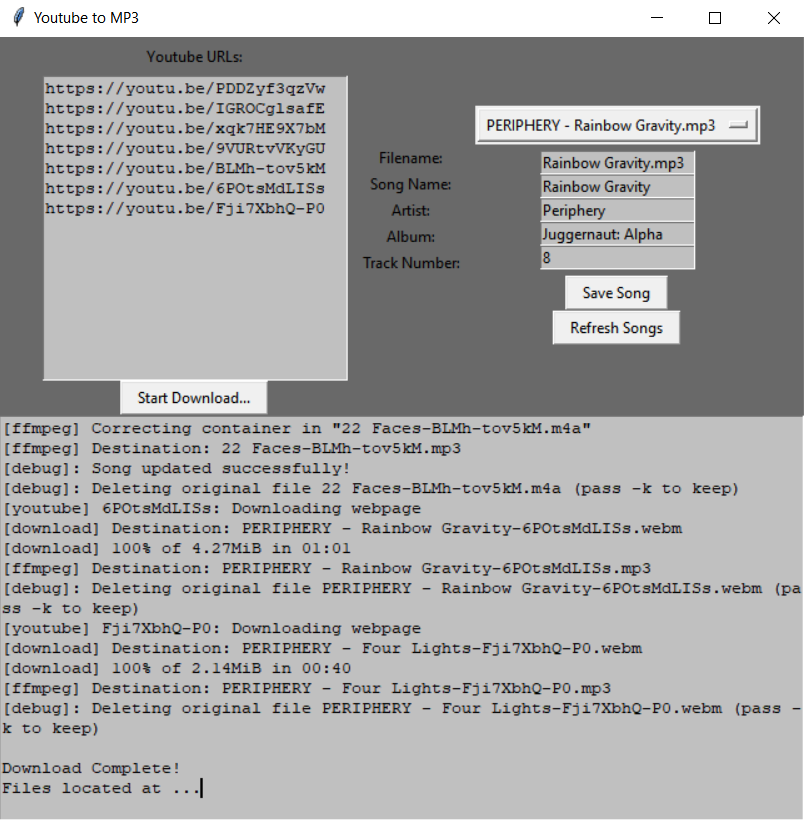 Youtube to MP3
Youtube URLs:
https://youtu.be/PDDZyf3qzVw
https://youtu.be/IGROCglsafE
https://youtu.be/xqk7HE9X7bM
https://youtu.be/9VURtvVKyGU
https://youtu.be/BLMh-tov5kM
https://youtu.be/6POtsMdLISs
https://youtu.be/Fji7XbhQ-P0
Start Download...
PERIPHERY - Rainbow Gravity.mp3
Filename: Rainbow Gravity.mp3
Song Name: Rainbow Gravity
Artist: Periphery
Album: Juggernaut: Alpha
Track Number: 8
Save Song
Refresh Songs
[ffmpeg] Correcting container in "22 Faces-BLMh-tov5kM.m4a"
[ffmpeg] Destination: 22 Faces-BLMh-tov5kM.mp3
[debug]: Song updated successfully!
[debug]: Deleting original file 22 Faces-BLMh-tov5kM.m4a (pass -k to keep)
[youtube] 6POtsMdLISs: Downloading webpage
[download] Destination: PERIPHERY - Rainbow Gravity-6POtsMdLISs.webm
[download] 100% of 4.27MiB in 01:01
[ffmpeg] Destination: PERIPHERY - Rainbow Gravity-6POtsMdLISs.mp3
[debug]: Deleting original file PERIPHERY - Rainbow Gravity-6POtsMdLISs.webm (pa
ss -k to keep)
[youtube] Fji7XbhQ-P0: Downloading webpage
[download] Destination: PERIPHERY - Four Lights-Fji7XbhQ-P0.webm
[download] 100% of 2.14MiB in 00:40
[ffmpeg] Destination: PERIPHERY - Four Lights-Fji7XbhQ-P0.mp3
[debug]: Deleting original file PERIPHERY - Four Lights-Fji7XbhQ-P0.webm (pass -
k to keep)
Download Complete!
Files located at ...